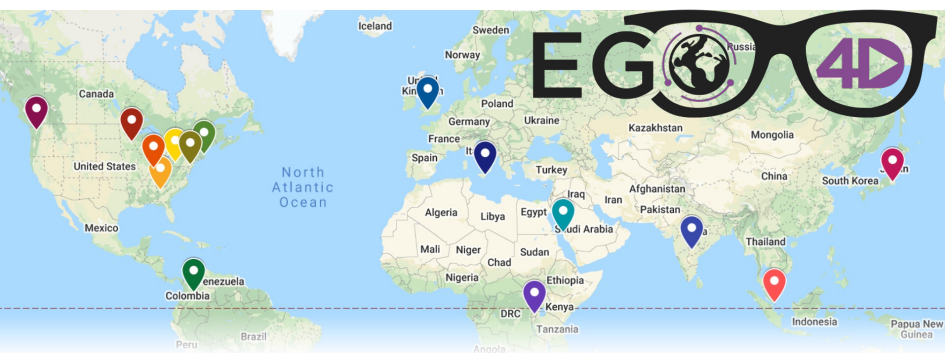 EGO 4D
Iceland
Sweden
Russia
Norway
Canada
United Kingdom
Poland
Germany
Ukraine
Kazakhstan
Mongolia
France
United States
Spain
Turkey
North
Atlantic
Ocean
China
South Korea
Afghanistan
Iraq
Iran
Pakistan
Algeria
Libya
Egypt
Saudi Arabia
Mexico
Thailand
Mali
Niger
Chad
Sudan
Nigeria
Ethiopia
Venezuela
Colombia
DRC
Kenya
Indonesia
Papua New
Guinea
Tanzania
Brazil
Peru
Angola